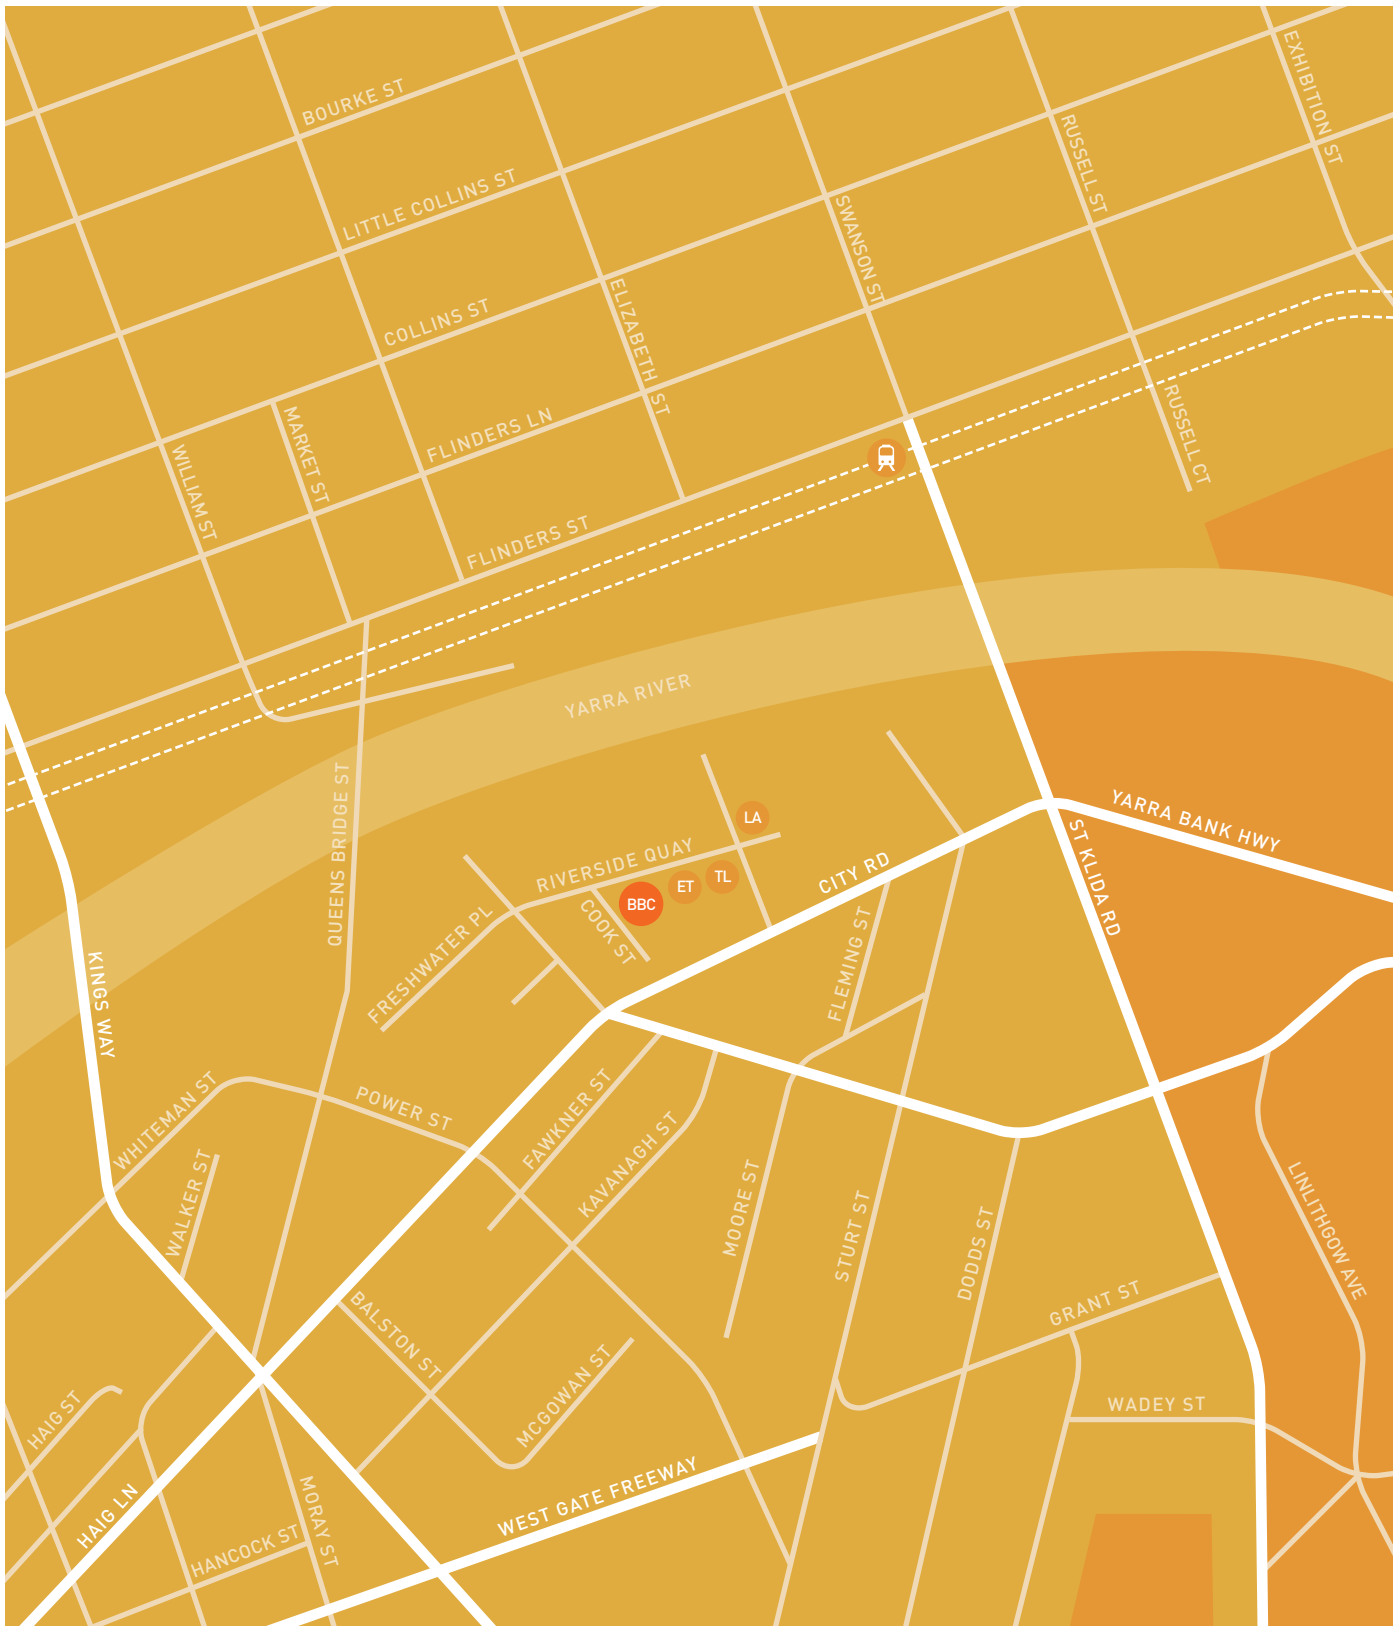 EXHIBITION ST
BOURKE ST
RUSSELL ST
LITTLE COLLINS ST
SWANSON ST
ELIZABETH ST
COLLINS ST
RUSSELL CT
MARKET ST
FLINDERS LN
WILLIAM ST
FLINDERS ST
YARRA RIVER
QUEENS BRIDGE ST
YARRA BANK HWY
LA
ST KLIDA RD
RIVERSIDE QUAY
CITY RD
TL
ET
BBC
COOK ST
FRESHWATER PL
FLEMING ST
KINGS WAY
WHITEMAN ST
POWER ST
FAWKNER ST
KAVANAGH ST
WALKER ST
MOORE ST
STURT ST
DODDS ST
LINLITHGOW AVE
GRANT ST
BALSTON ST
MCGOWAN ST
HAIG ST
WADEY ST
WEST GATE FREEWAY
HAIG LN
MORAY ST
HANCOCK ST